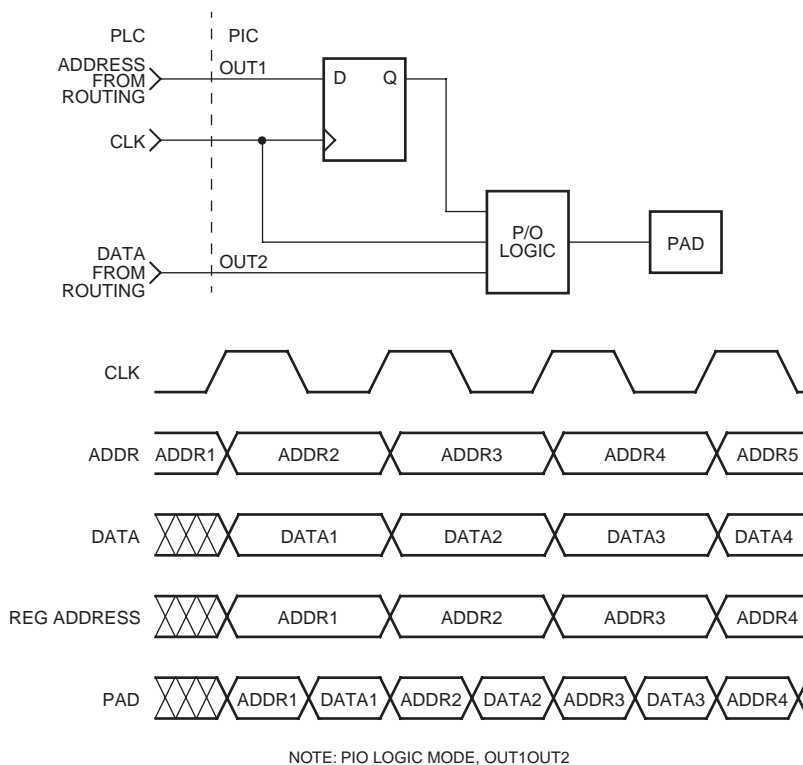 PLC
PIC
ADDRESS
FROM
ROUTING
OUT1
D
Q
CLK
P/O
LOGIC
PAD
DATA
FROM
ROUTING
OUT2
CLK
ADDR
ADDR1
ADDR2
ADDR3
ADDR4
ADDR5
DATA
DATA1
DATA2
DATA3
DATA4
REG ADDRESS
ADDR1
ADDR2
ADDR3
ADDR4
PAD
ADDR1
DATA1
ADDR2
DATA2
ADDR3
DATA3
ADDR4
NOTE: PIO LOGIC MODE, OUT1OUT2